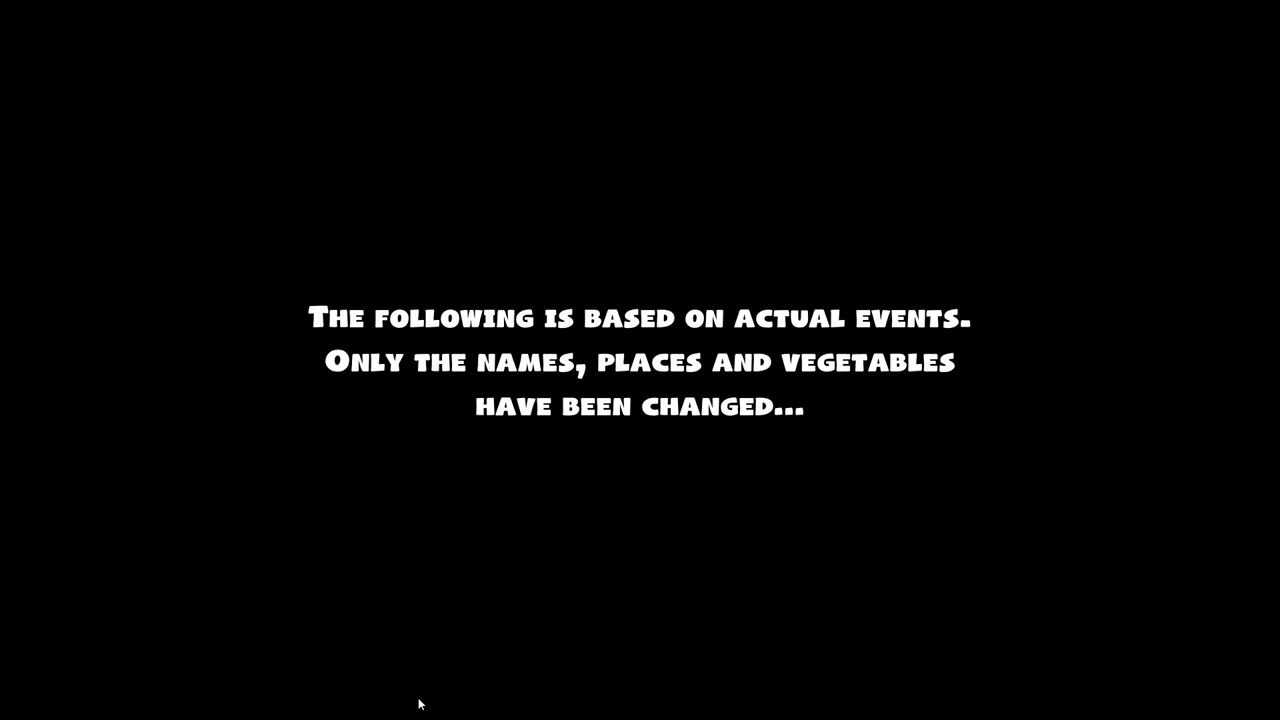 The following is based on actual events.
Only the names, places and vegetables
have been changed...